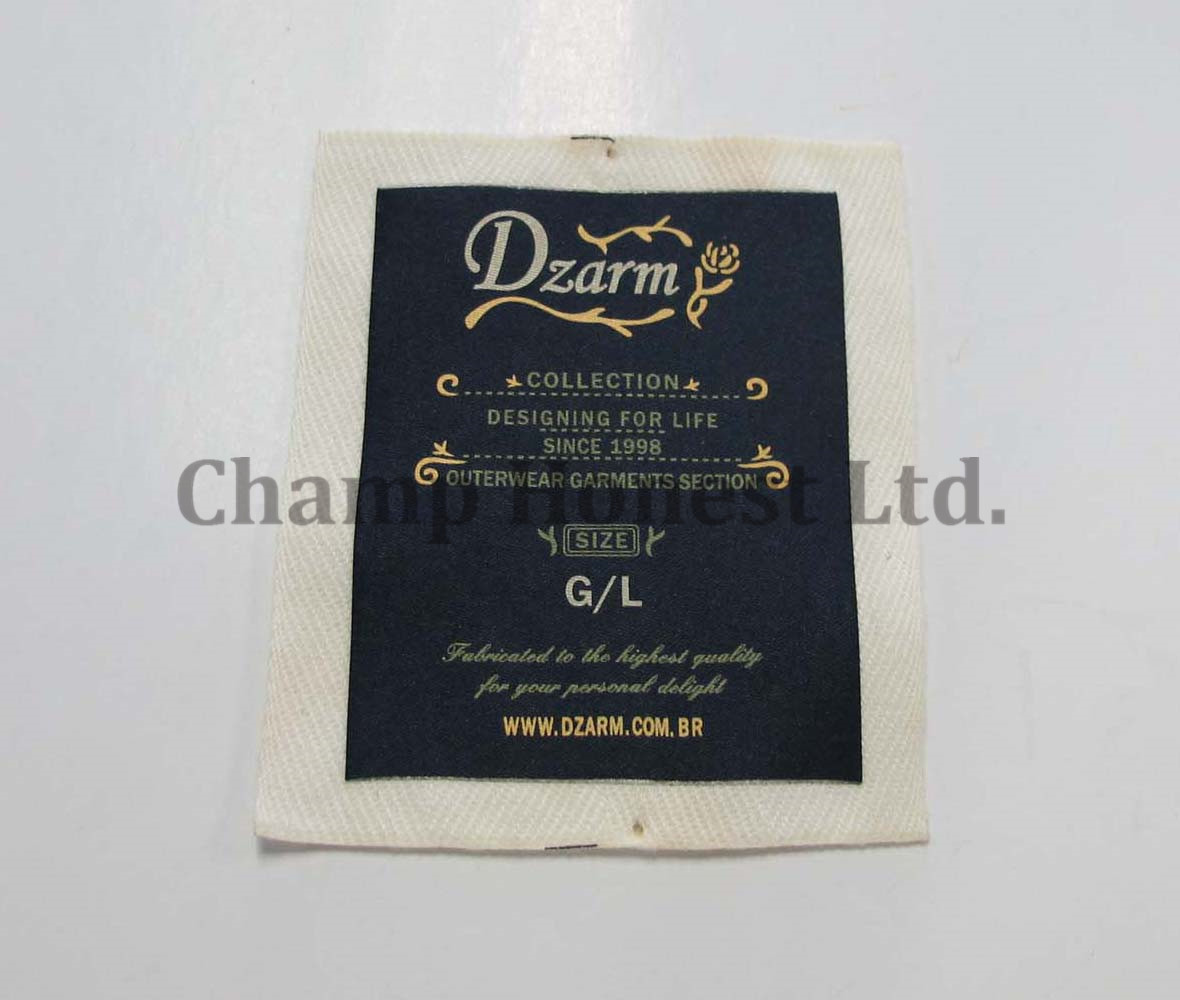 Dzarm
COLLECTION
DESIGNING FOR LIFE
SINCE 1998
OUTERWEAR GARMENTS SECTION
Champ Honest Ltd.
SIZE
G/L
Fabricated to the highest quality
for your personal delight
WWW.DZARM.COM.BR